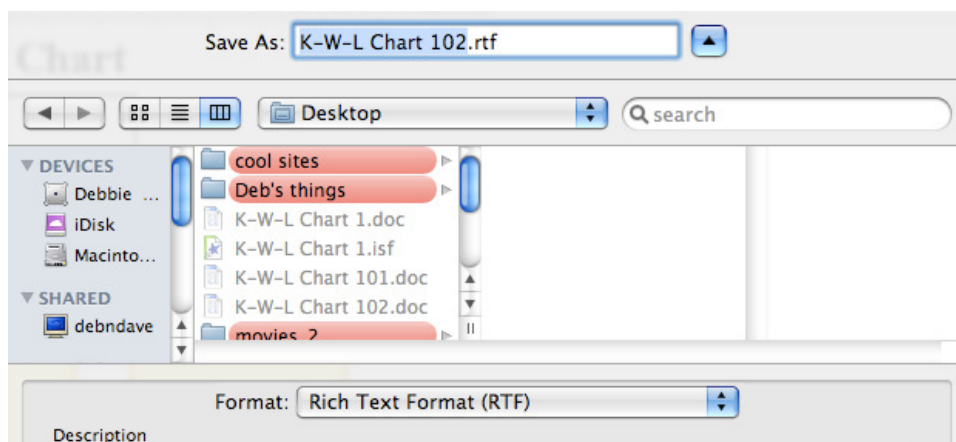 Save As: K-W-L Chart 102.rtf
Chart
Desktop
search
DEVICES
Debbie ...
iDisk
Macinto...
SHARED
debndave
cool sites
Deb's things
K-W-L Chart 1.doc
K-W-L Chart 1.isf
K-W-L Chart 101.doc
K-W-L Chart 102.doc
movies 2
Format: Rich Text Format (RTF)
Description